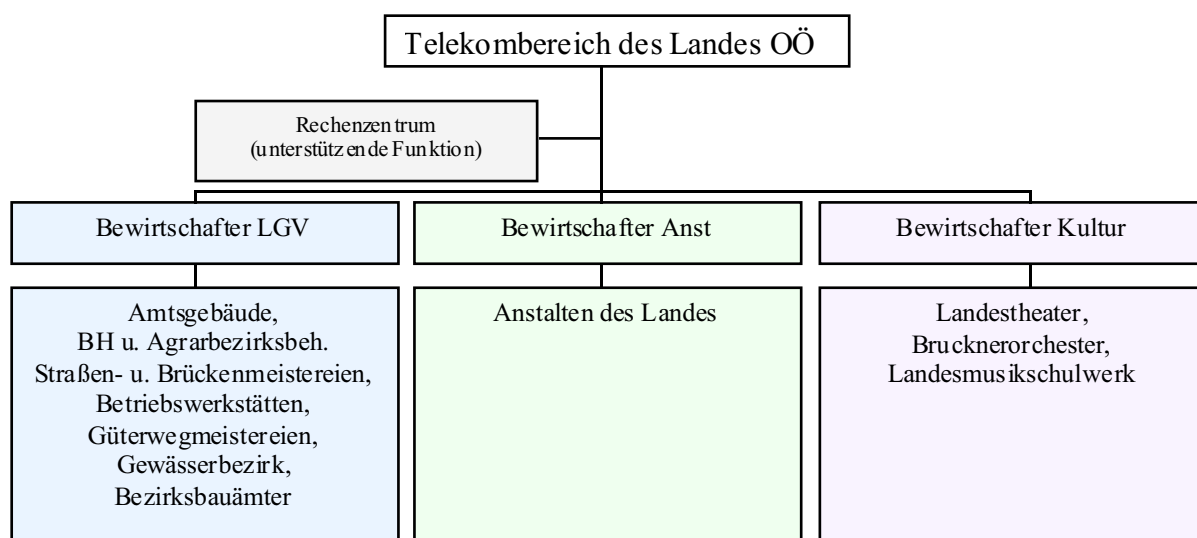 Telekombereich des Landes OÖ
Rechenzentrum
(unterstützende Funktion)
Bewirtschafter LGV
Bewirtschafter Anst
Bewirtschafter Kultur
Amtsgebäude,
BH u. Agrarbezirksbeh.
Straßen- u. Brückenmeistereien,
Betriebswerkstätten,
Güterwegmeistereien,
Gewässerbezirk,
Bezirksbauämter
Anstalten des Landes
Landestheater,
Brucknerorchester,
Landesmusikschulwerk